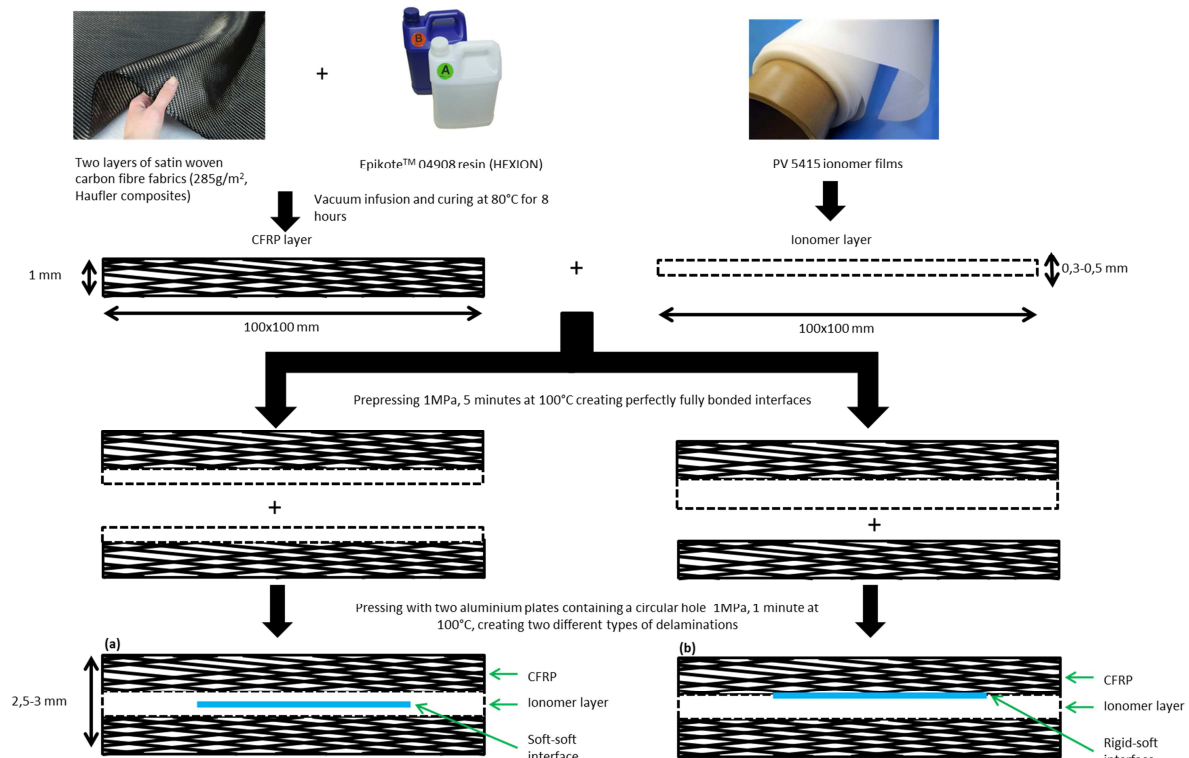 B
A
+
Two layers of satin woven
carbon fibre fabrics (285g/m², 
Haufler composites)
Epikote™ 04908 resin (HEXION)
PV 5415 ionomer films
Vacuum infusion and curing at 80°C for 8
hours
CFRP layer
Ionomer layer
1 mm
+
0,3-0,5 mm
100x100 mm
100x100 mm
Prepressing 1MPa, 5 minutes at 100°C creating perfectly fully bonded interfaces
+
+
Pressing with two aluminium plates containing a circular hole 1MPa, 1 minute at
100°C, creating two different types of delaminations
(a)
(b)
CFRP
CFRP
2,5-3 mm
Ionomer layer
Ionomer layer
Soft-soft
interface
Rigid-soft
interface